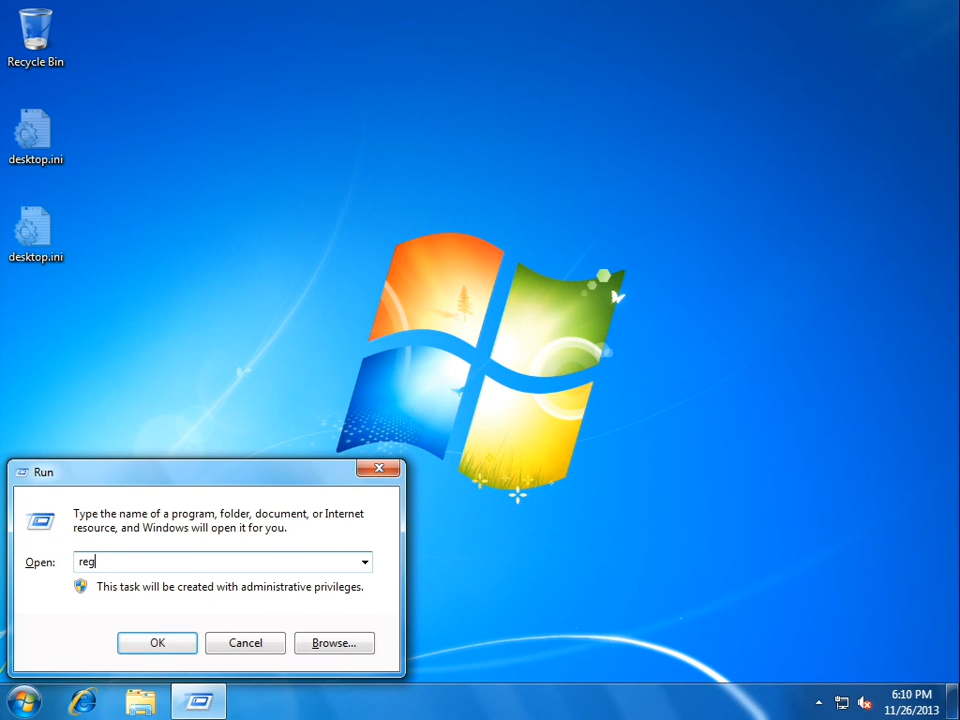 Recycle Bin
desktop.ini
desktop.ini
Run
Type the name of a program, folder, document, or Internet
resource, and Windows will open it for you.
Open:
reg
This task will be created with administrative privileges.
OK
Cancel
Browse...
6:10 PM
11/26/2013